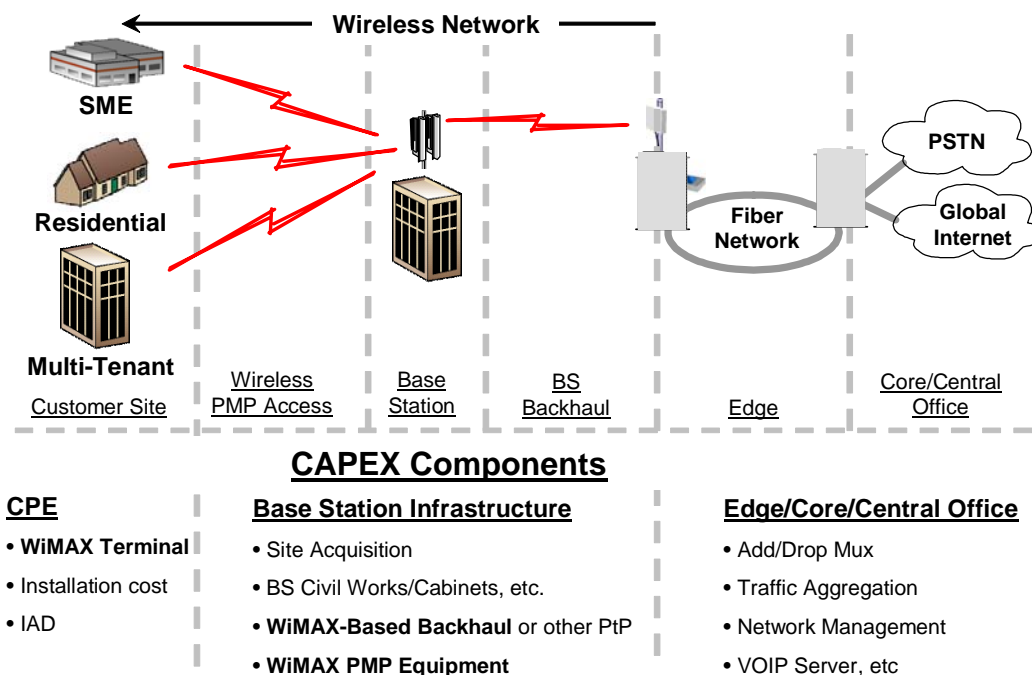 Wireless Network
SME
Residential
Multi-Tenant
PSTN
Global
Internet
Fiber
Network
Customer Site
Wireless
PMP Access
Base
Station
BS
Backhaul
Edge
Core/Central
Office
CAPEX Components
CPE
• WiMAX Terminal
• Installation cost
• IAD
Base Station Infrastructure
• Site Acquisition
• BS Civil Works/Cabinets, etc.
• WiMAX-Based Backhaul or other PtP
• WiMAX PMP Equipment
Edge/Core/Central Office
• Add/Drop Mux
• Traffic Aggregation
• Network Management
• VOIP Server, etc